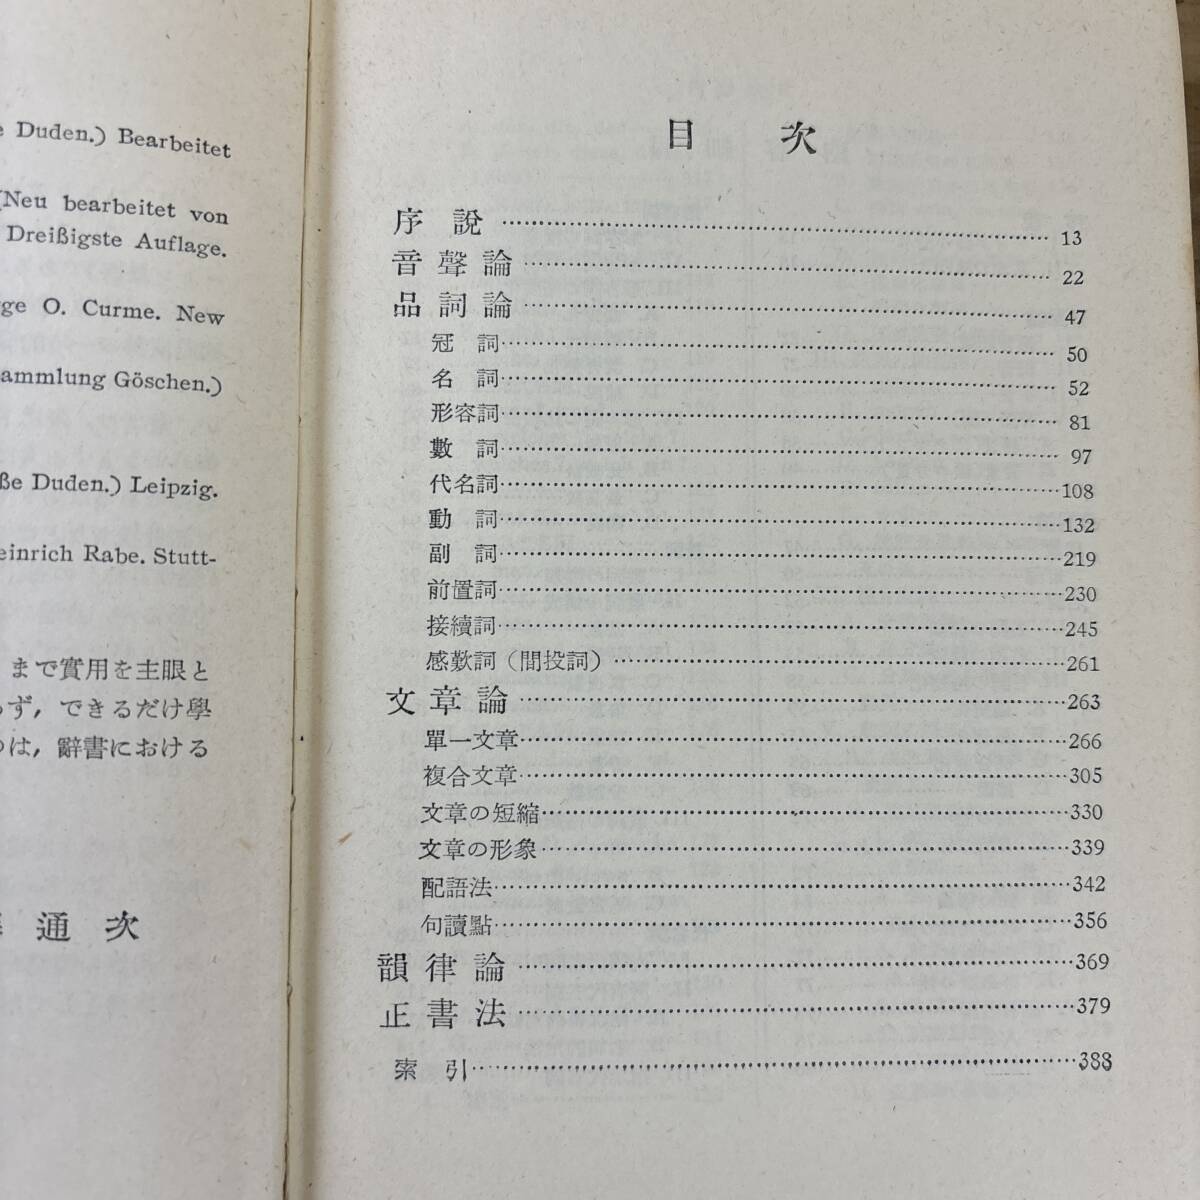 Duden.) Bearbeitet
(Neu bearbeitet von
Dreißigste Auflage.
O. Curme. New
Göschen.)
Duden.) Leipzig.
Rabe. Stutt-
まで實用を主眼と
ず，できるだけ學
は，辭書における
通次
目次
序說 13
音聲論 22
品詞論 47
冠詞 50
名詞 52
形容詞 81
數詞 97
代名詞 108
動詞 132
副詞 219
前置詞 230
接續詞 245
感歎詞（間投詞） 261
文章論 263
單一文章 266
複合文章 305
文章の短縮 330
文章の形象 339
配語法 342
句讀點 356
韻律論 369
正書法 379
索引 388